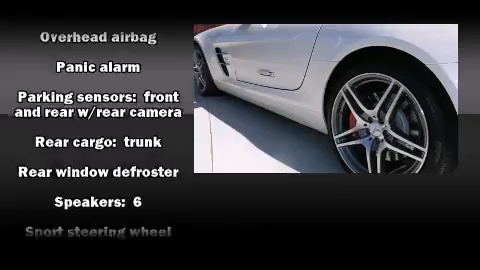 Overhead airbag
Panic alarm
Parking sensors: front
and rear w/rear camera
Rear cargo: trunk
Rear window defroster
Speakers: 6
Sport steering wheel